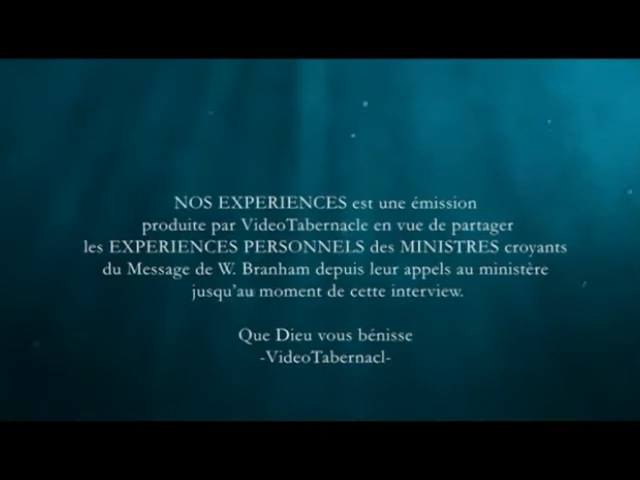 NOS EXPERIENCES est une émission
produite par VideoTabernacle en vue de partager
les EXPERIENCES PERSONNELS des MINISTRES croyants
du Message de W. Branham depuis leur appels au ministère
jusqu'au moment de cette interview.
Que Dieu vous bénisse
-VideoTabernacl-